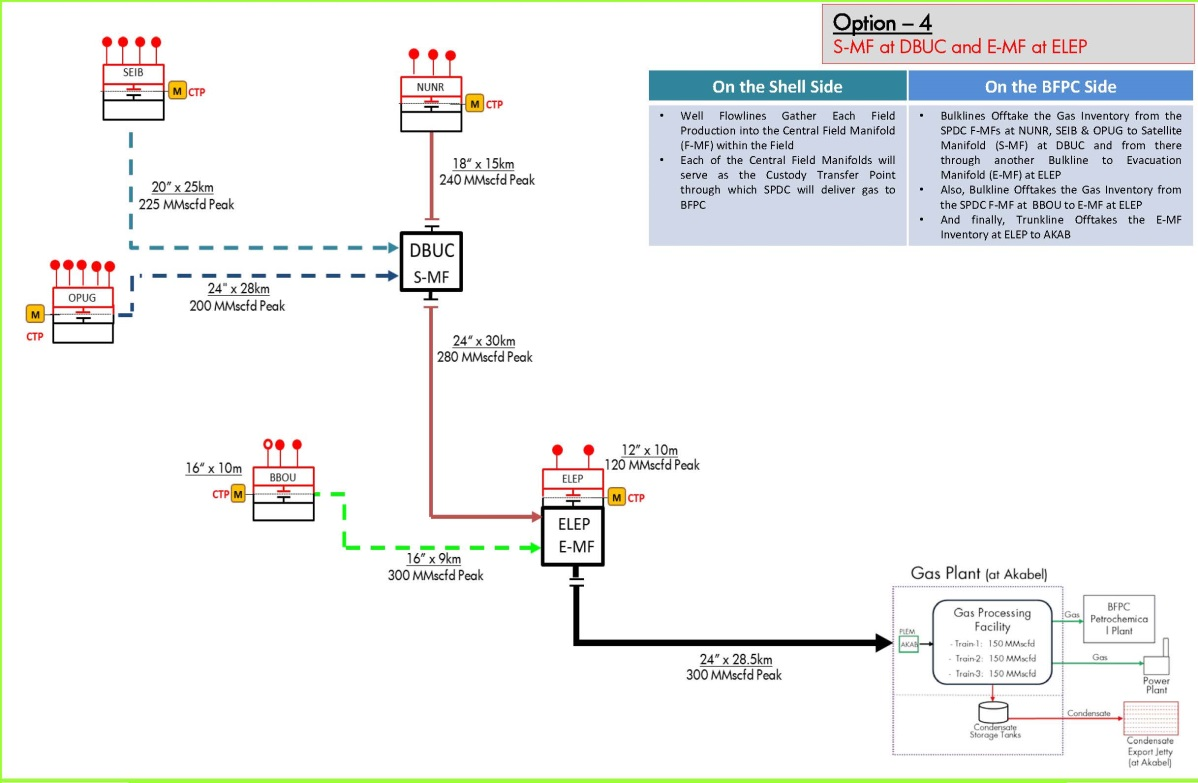 Option – 4
S-MF at DBUC and E-MF at ELEP
On the Shell Side
• Well Flowlines Gather Each Field
Production into the Central Field Manifold
(F-MF) within the Field
• Each of the Central Field Manifolds will
serve as the Custody Transfer Point
through which SPDC will deliver gas to
BFPC
On the BFPC Side
• Bulklines Offtake the Gas Inventory from the
SPDC F-MFs at NUNR, SEIB & OPUG to Satellite
Manifold (S-MF) at DBUC and from there
through another Bulkline to Evacuation
Manifold (E-MF) at ELEP
• Also, Bulkline Offtakes the Gas Inventory from
the SPDC F-MF at BBOU to E-MF at ELEP
• And finally, Trunkline Offtakes the E-MF
Inventory at ELEP to AKAB
SEIB
M CTP
NUNR
M CTP
18” x 15km
240 MMscfd Peak
20” x 25km
225 MMscfd Peak
DBUC
S-MF
OPUG
M
CTP
24” x 28km
200 MMscfd Peak
24” x 30km
280 MMscfd Peak
16” x 10m
BBOU
CTP M
12” x 10m
120 MMscfd Peak
ELEP
M CTP
ELEP
E-MF
16” x 9km
300 MMscfd Peak
24” x 28.5km
300 MMscfd Peak
Gas Plant (at Akabel)
Gas Processing
Facility
- Train-1: 150 MMscfd
- Train-2: 150 MMscfd
- Train-3: 150 MMscfd
PLEM
AKAB
Gas
BFPC
Petrochemica
l Plant
Gas
Power
Plant
Condensate
Storage Tanks
Condensate
Condensate
Export Jetty
(at Akabel)